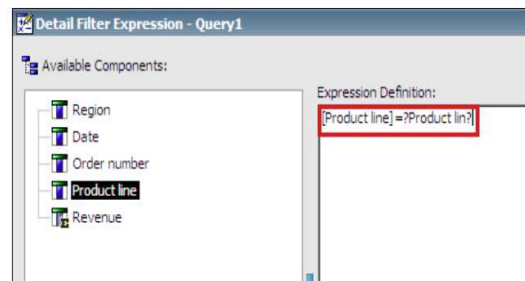 Detail Filter Expression - Query1
Available Components:
Expression Definition:
Region
Date
Order number
Product line
Revenue
[Product line] =?Product lin?